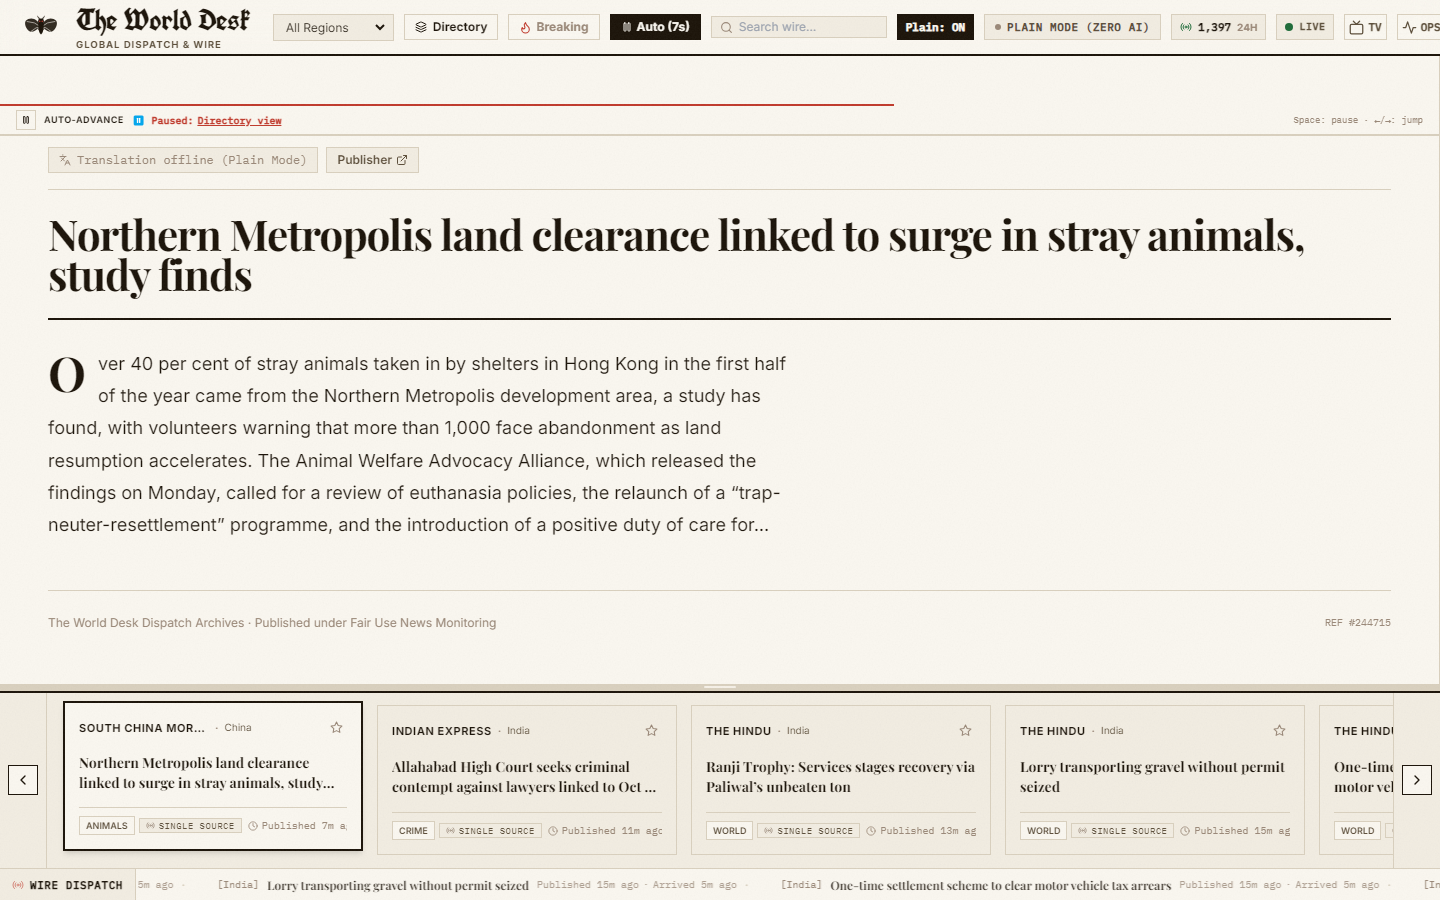 The World Desk
GLOBAL DISPATCH & WIRE
All Regions
Directory
Breaking
Auto (7s)
Search wire...
Plain: ON
PLAIN MODE (ZERO AI)
1,397 24H
LIVE
TV
OPS
AUTO-ADVANCE
Paused: Directory view
Space: pause · ←/→: jump
Translation offline (Plain Mode)
Publisher
Northern Metropolis land clearance linked to surge in stray animals,
study finds
Over 40 per cent of stray animals taken in by shelters in Hong Kong in the first half
of the year came from the Northern Metropolis development area, a study has
found, with volunteers warning that more than 1,000 face abandonment as land
resumption accelerates. The Animal Welfare Advocacy Alliance, which released the
findings on Monday, called for a review of euthanasia policies, the relaunch of a “trap-
neuter-resettlement” programme, and the introduction of a positive duty of care for...
The World Desk Dispatch Archives · Published under Fair Use News Monitoring
REF #244715
SOUTH CHINA MOR... · China
Northern Metropolis land clearance
linked to surge in stray animals, study...
ANIMALS SINGLE SOURCE Published 7m a
INDIAN EXPRESS · India
Allahabad High Court seeks criminal
contempt against lawyers linked to Oct ...
CRIME SINGLE SOURCE Published 11m ago
THE HINDU · India
Ranji Trophy: Services stages recovery via
Paliwal's unbeaten ton
WORLD SINGLE SOURCE Published 13m ag
THE HINDU · India
Lorry transporting gravel without permit
seized
WORLD SINGLE SOURCE Published 15m ag
THE HINDU
One-time
motor vel
WORLD
WIRE DISPATCH
5m ago ·
[India] Lorry transporting gravel without permit seized Published 15m ago · Arrived 5m ago ·
[India] One-time settlement scheme to clear motor vehicle tax arrears Published 15m ago · Arrived 5m ago ·
[In